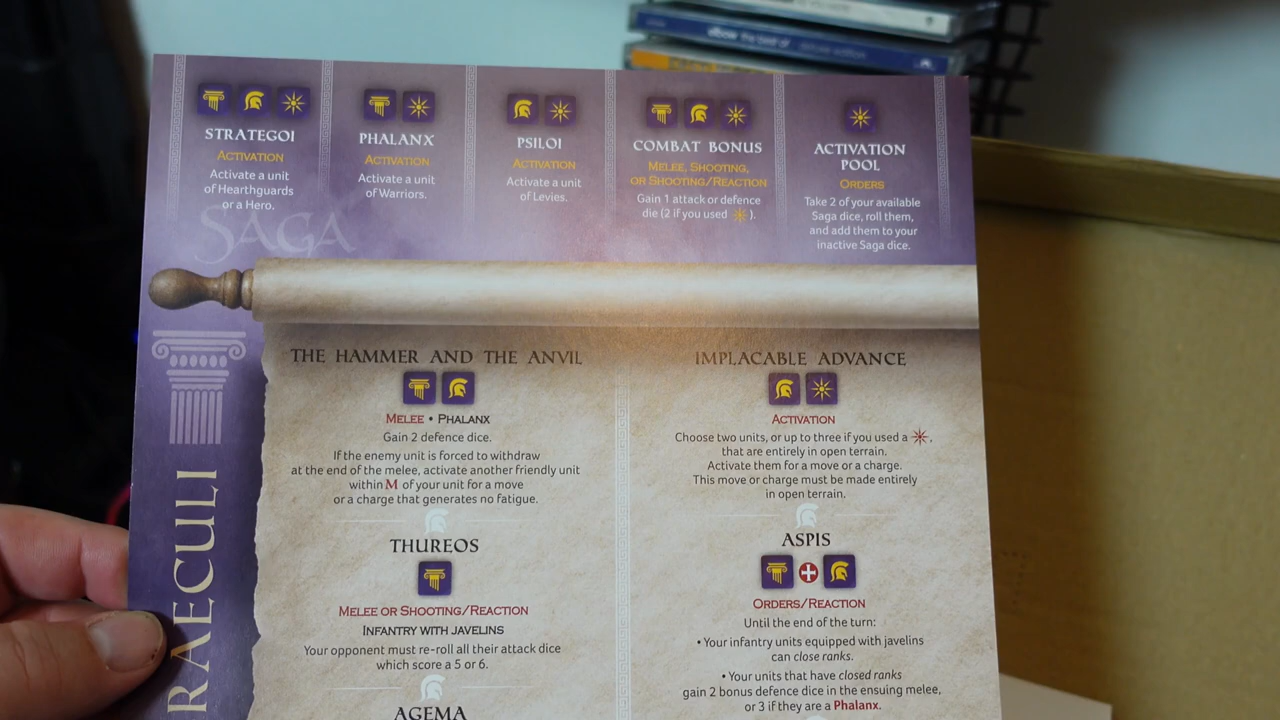 STRATEGOI
ACTIVATION
Activate a unit
of Hearthguards
or a Hero.
PHALANX
ACTIVATION
Activate a unit
of Warriors.
PSILOI
ACTIVATION
Activate a unit
of Levies.
COMBAT BONUS
MELEE, SHOOTING,
OR SHOOTING/REACTION
Gain 1 attack or defence
die (2 if you used ).
ACTIVATION
POOL
ORDERS
Take 2 of your available
Saga dice, roll them,
and add them to your
inactive Saga dice.
SAGA
RAECULI
THE HAMMER AND THE ANVIL
MELEE • PHALANX
Gain 2 defence dice.
If the enemy unit is forced to withdraw
at the end of the melee, activate another friendly unit
within M of your unit for a move
or a charge that generates no fatigue.
THUREOS
MELEE OR SHOOTING/REACTION
INFANTRY WITH JAVELINS
Your opponent must re-roll all their attack dice
which score a 5 or 6.
AGEMA
IMPLACABLE ADVANCE
ACTIVATION
Choose two units, or up to three if you used a ,
that are entirely in open terrain.
Activate them for a move or a charge.
This move or charge must be made entirely
in open terrain.
ASPIS
ORDERS/REACTION
Until the end of the turn:
• Your infantry units equipped with javelins
can close ranks.
• Your units that have closed ranks
gain 2 bonus defence dice in the ensuing melee,
or 3 if they are a Phalanx.